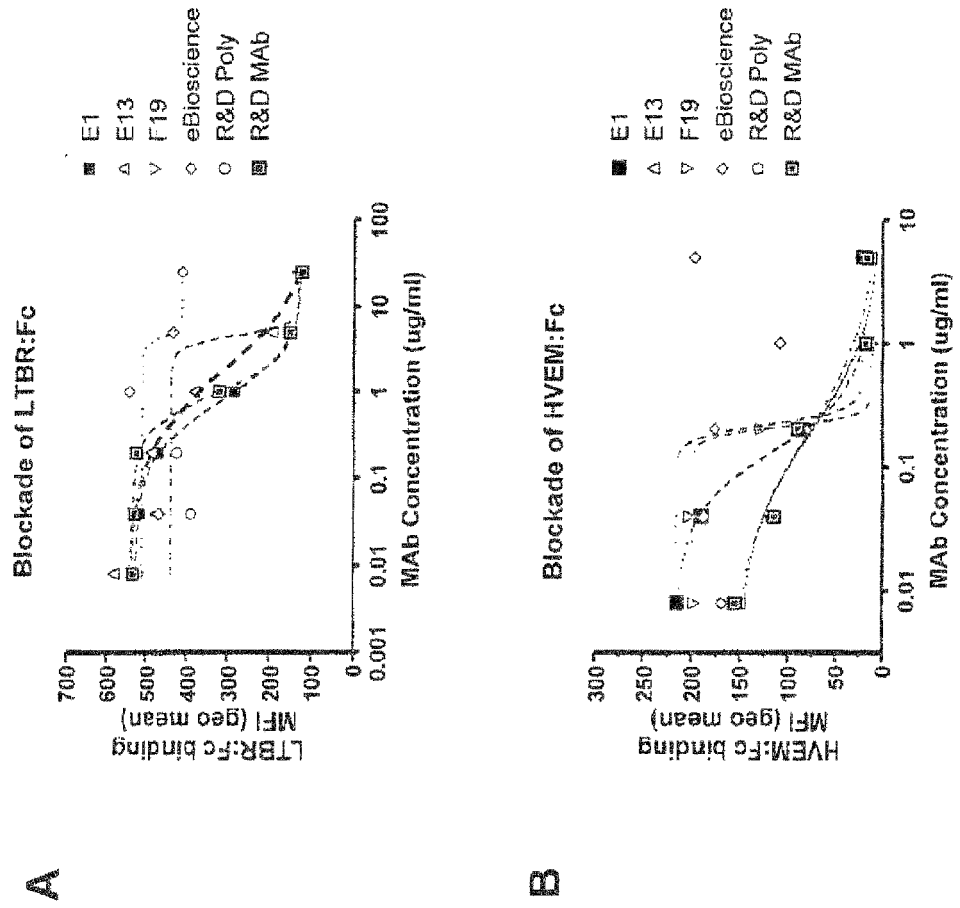 A
Blockade of LTBR:Fc
LTBR:Fc binding
MFI (geo mean)
700
600
500
400
300
200
100
0.001
0.01
0.1
1
10
100
MAb Concentration (ug/ml)
E1
E13
F19
eBioscience
R&D Poly
R&D MAb
B
Blockade of HVEM:Fc
HVEM:Fc binding
MFI (geo mean)
300
250
200
150
100
50
0
0.01
0.1
1
10
MAb Concentration (ug/ml)
E1
E13
F19
eBioscience
R&D Poly
R&D MAb